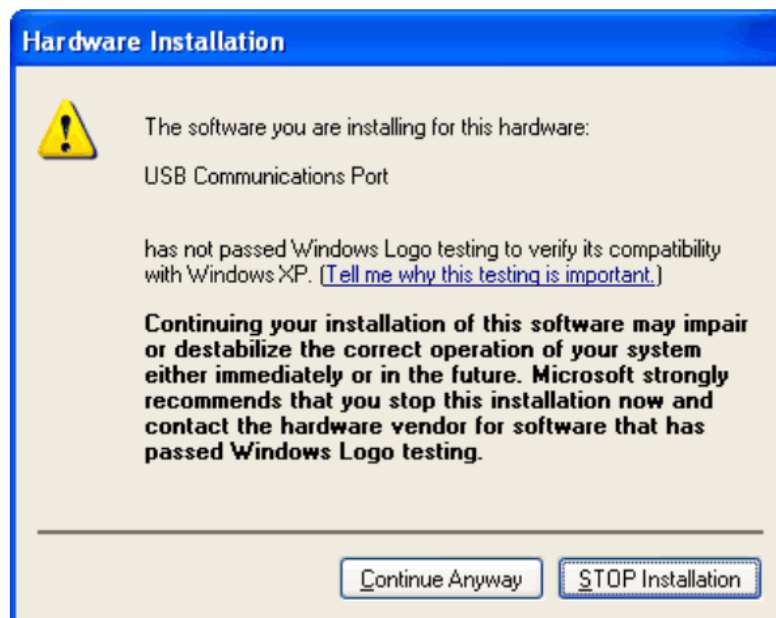 Hardware Installation
The software you are installing for this hardware:
USB Communications Port
has not passed Windows Logo testing to verify its compatibility
with Windows XP. (Tell me why this testing is important.)
Continuing your installation of this software may impair
or destabilize the correct operation of your system
either immediately or in the future. Microsoft strongly
recommends that you stop this installation now and
contact the hardware vendor for software that has
passed Windows Logo testing.
Continue Anyway
STOP Installation